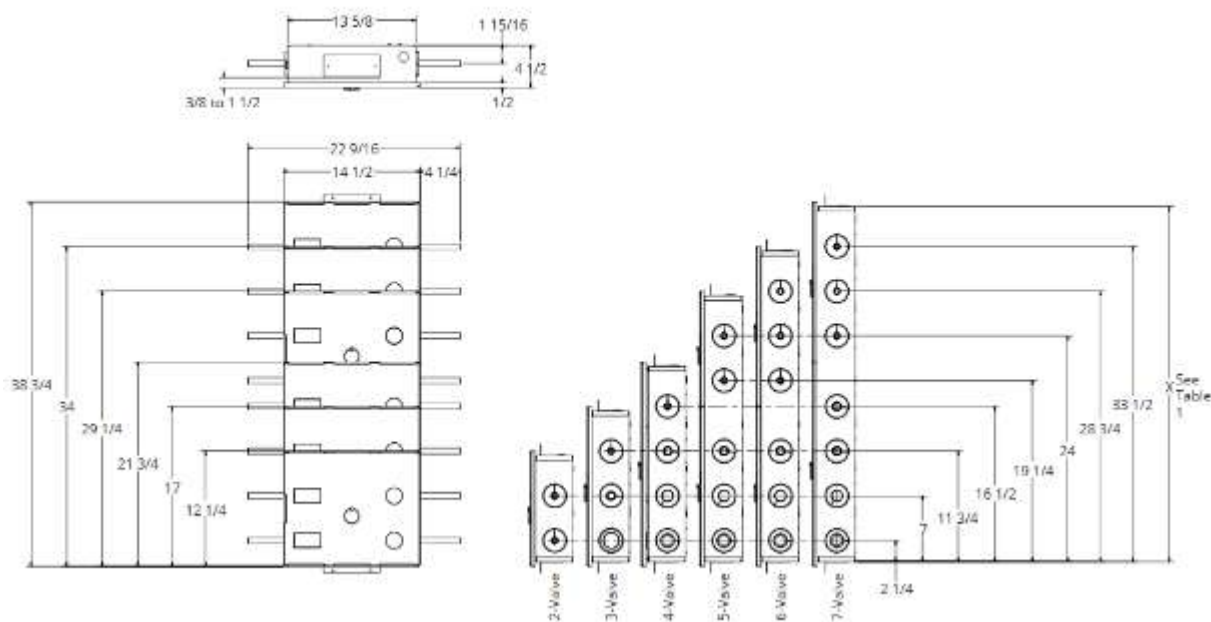 13 5/8
1 15/16
4 1/2
3/8 to 1 1/2
1/2
22 9/16
14 1/2
4 1/4
38 3/4
34
29 1/4
21 3/4
17
12 1/4
33 1/2
28 3/4
24
19 1/4
16 1/2
11 3/4
7
2 1/4
X See
Table
1
2-Valve
3-Valve
4-Valve
5-Valve
6-Valve
7-Valve